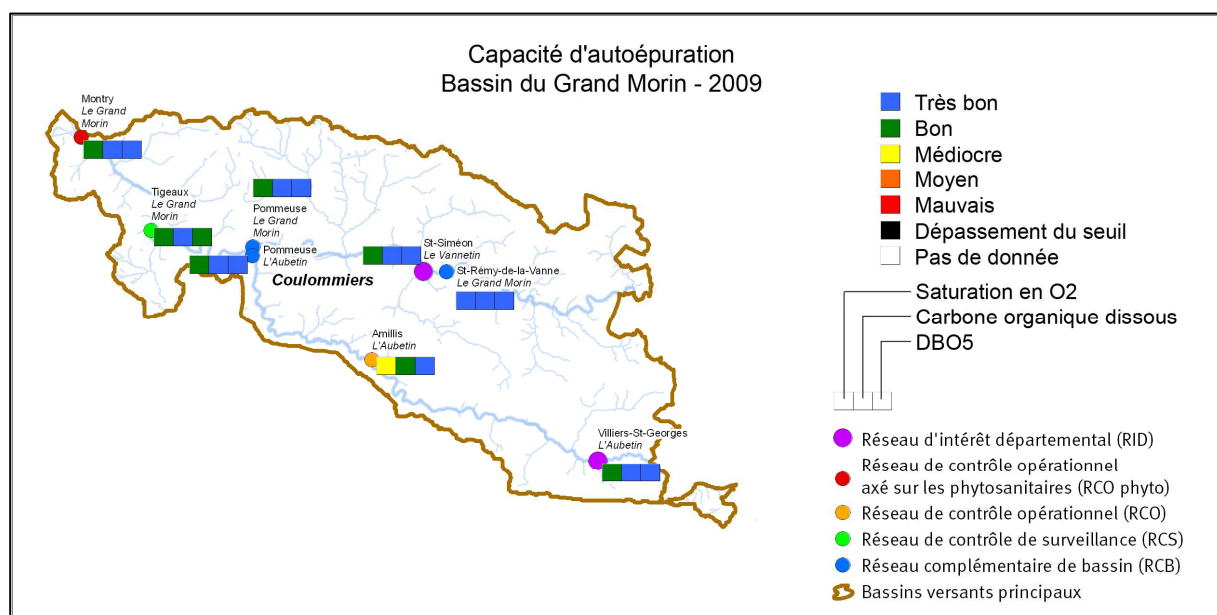 Capacité d'autoépuration
Bassin du Grand Morin - 2009
Montry
Le Grand
Morin
Tigeaux
Le Grand
Morin
Pommeuse
Le Grand
Morin
Pommeuse
L'Aubetin
Coulommiers
St-Siméon
Le Vannetin
St-Rémy-de-la-Vanne
Le Grand Morin
Amillis
L'Aubetin
Villiers-St-Georges
L'Aubetin
Très bon
Bon
Médiocre
Moyen
Mauvais
Dépassement du seuil
Pas de donnée
Saturation en O2
Carbone organique dissous
DBO5
Réseau d'intérêt départemental (RID)
Réseau de contrôle opérationnel
axé sur les phytosanitaires (RCO phyto)
Réseau de contrôle opérationnel (RCO)
Réseau de contrôle de surveillance (RCS)
Réseau complémentaire de bassin (RCB)
Bassins versants principaux